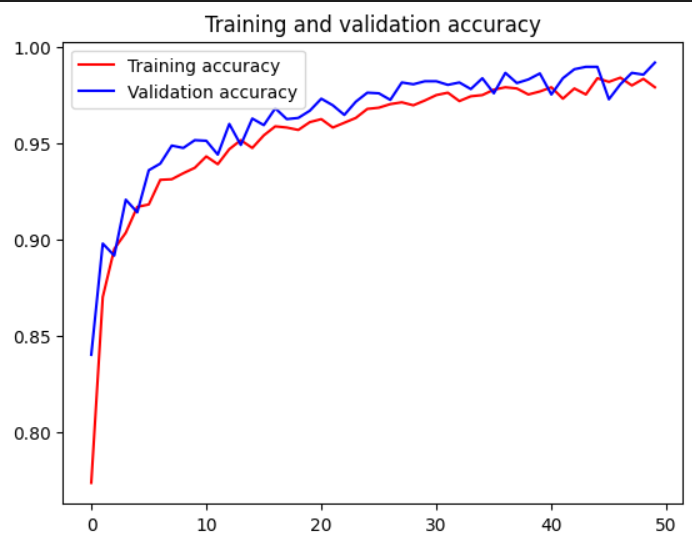 Training and validation accuracy
1.00
Training accuracy
Validation accuracy
0.95
0.90
0.85
0.80
0 10 20 30 40 50